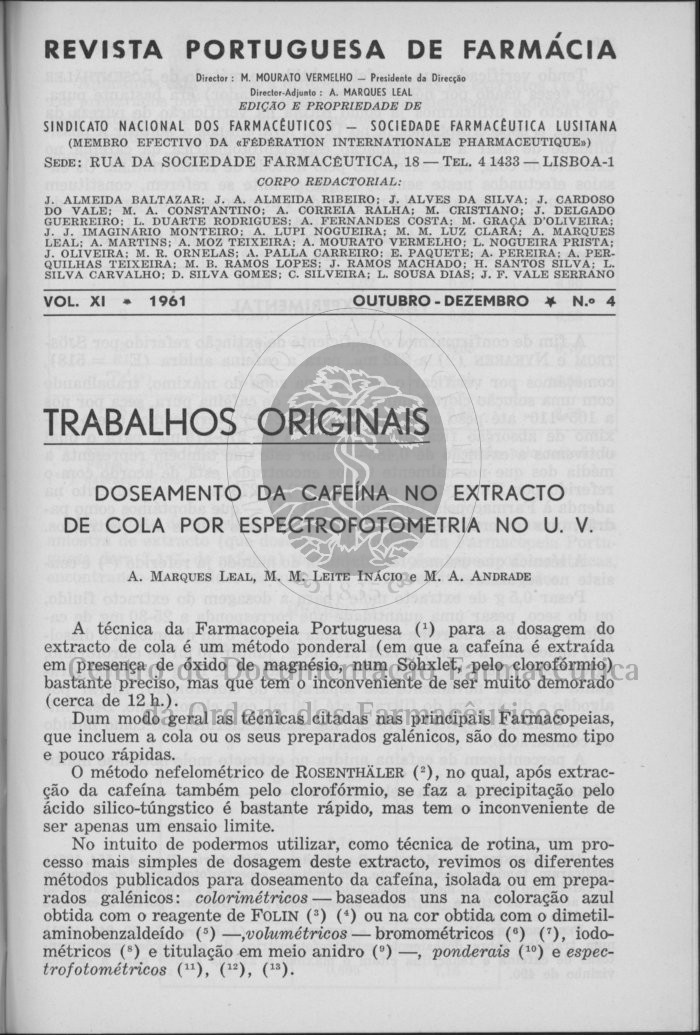 REVISTA PORTUGUESA DE FARMÁCIA
Director : M. MOURATO VERMELHO — Presidente da Direcção
Director-Adjunto : A. MARQUES LEAL
EDIÇÃO E PROPRIEDADE DE
SINDICATO NACIONAL DOS FARMACÊUTICOS — SOCIEDADE FARMACÊUTICA LUSITANA
(MEMBRO EFECTIVO DA «FÉDÉRATION INTERNATIONALE PHARMACEUTIQUE»)
SEDE: RUA DA SOCIEDADE FARMACÊUTICA, 18 — TEL. 4 1433 — LISBOA-1
CORPO REDACTORIAL:
J. ALMEIDA BALTAZAR; J. A. ALMEIDA RIBEIRO; J. ALVES DA SILVA; J. CARDOSO
DO VALE; M. A. CONSTANTINO; A. CORREIA RALHA; M. CRISTIANO; J. DELGADO
GUERREIRO; L. DUARTE RODRIGUES; A. FERNANDES COSTA; M. GRAÇA D'OLIVEIRA;
J. J. IMAGINÁRIO MONTEIRO; A. LUPI NOGUEIRA; M. M. LUZ CLARA; A. MARQUES
LEAL; A. MARTINS; A. MOZ TEIXEIRA; A. MOURATO VERMELHO; L. NOGUEIRA PRISTA;
J. OLIVEIRA; M. R. ORNELAS; A. PALLA CARREIRO; E. PAQUETE; A. PEREIRA; A. PER-
QUILHAS TEIXEIRA; M. B. RAMOS LOPES; J. RAMOS MACHADO; H. SANTOS SILVA; L.
SILVA CARVALHO; D. SILVA GOMES; C. SILVEIRA; L. SOUSA DIAS; J. F. VALE SERRANO
VOL. XI * 1961 OUTUBRO - DEZEMBRO * N.º 4
TRABALHOS ORIGINAIS
DOSEAMENTO DA CAFEÍNA NO EXTRACTO
DE COLA POR ESPECTROFOTOMETRIA NO U. V.
A. MARQUES LEAL, M. M. LEITE INÁCIO e M. A. ANDRADE
A técnica da Farmacopeia Portuguesa (¹) para a dosagem do
extracto de cola é um método ponderal (em que a cafeína é extraída
em presença de óxido de magnésio, num Sohxlet, pelo clorofórmio)
bastante preciso, mas que tem o inconveniente de ser muito demorado
(cerca de 12 h.).
Dum modo geral as técnicas citadas nas principais Farmacopeias,
que incluem a cola ou os seus preparados galénicos, são do mesmo tipo
e pouco rápidas.
O método nefelométrico de ROSENTHÄLER (²), no qual, após extrac-
ção da cafeína também pelo clorofórmio, se faz a precipitação pelo
ácido silico-túngstico é bastante rápido, mas tem o inconveniente de
ser apenas um ensaio limite.
No intuito de podermos utilizar, como técnica de rotina, um pro-
cesso mais simples de dosagem deste extracto, revimos os diferentes
métodos publicados para doseamento da cafeína, isolada ou em prepa-
rados galénicos: colorimétricos — baseados uns na coloração azul
obtida com o reagente de FOLIN (³) (⁴) ou na cor obtida com o dimetil-
aminobenzaldeído (⁵) —,volumétricos — bromométricos (⁶) (⁷), iodo-
métricos (⁸) e titulação em meio anidro (⁹) —, ponderais (¹⁰) e espec-
trofotométricos (¹¹), (¹²), (¹³).
Centro de Documentação Farmacêutica
da Ordem dos Farmacêuticos